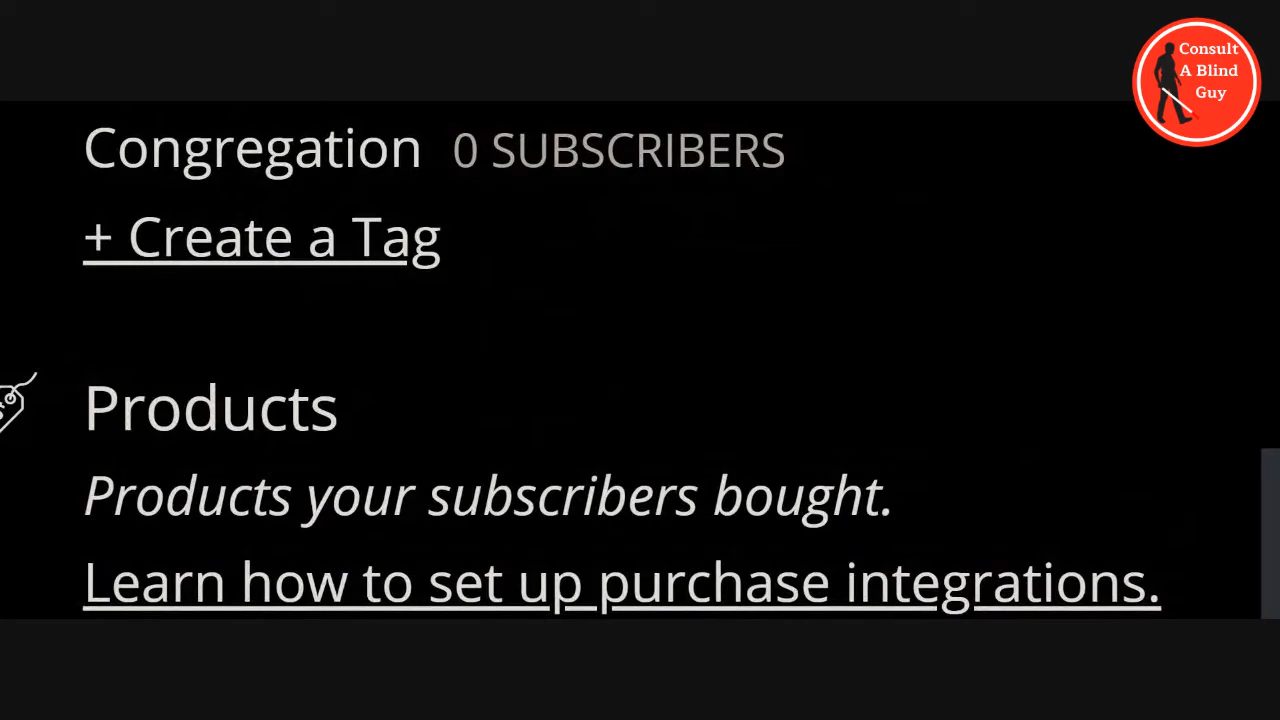 Consult
A Blind
Guy
Congregation 0 SUBSCRIBERS
+ Create a Tag
Products
Products your subscribers bought.
Learn how to set up purchase integrations.